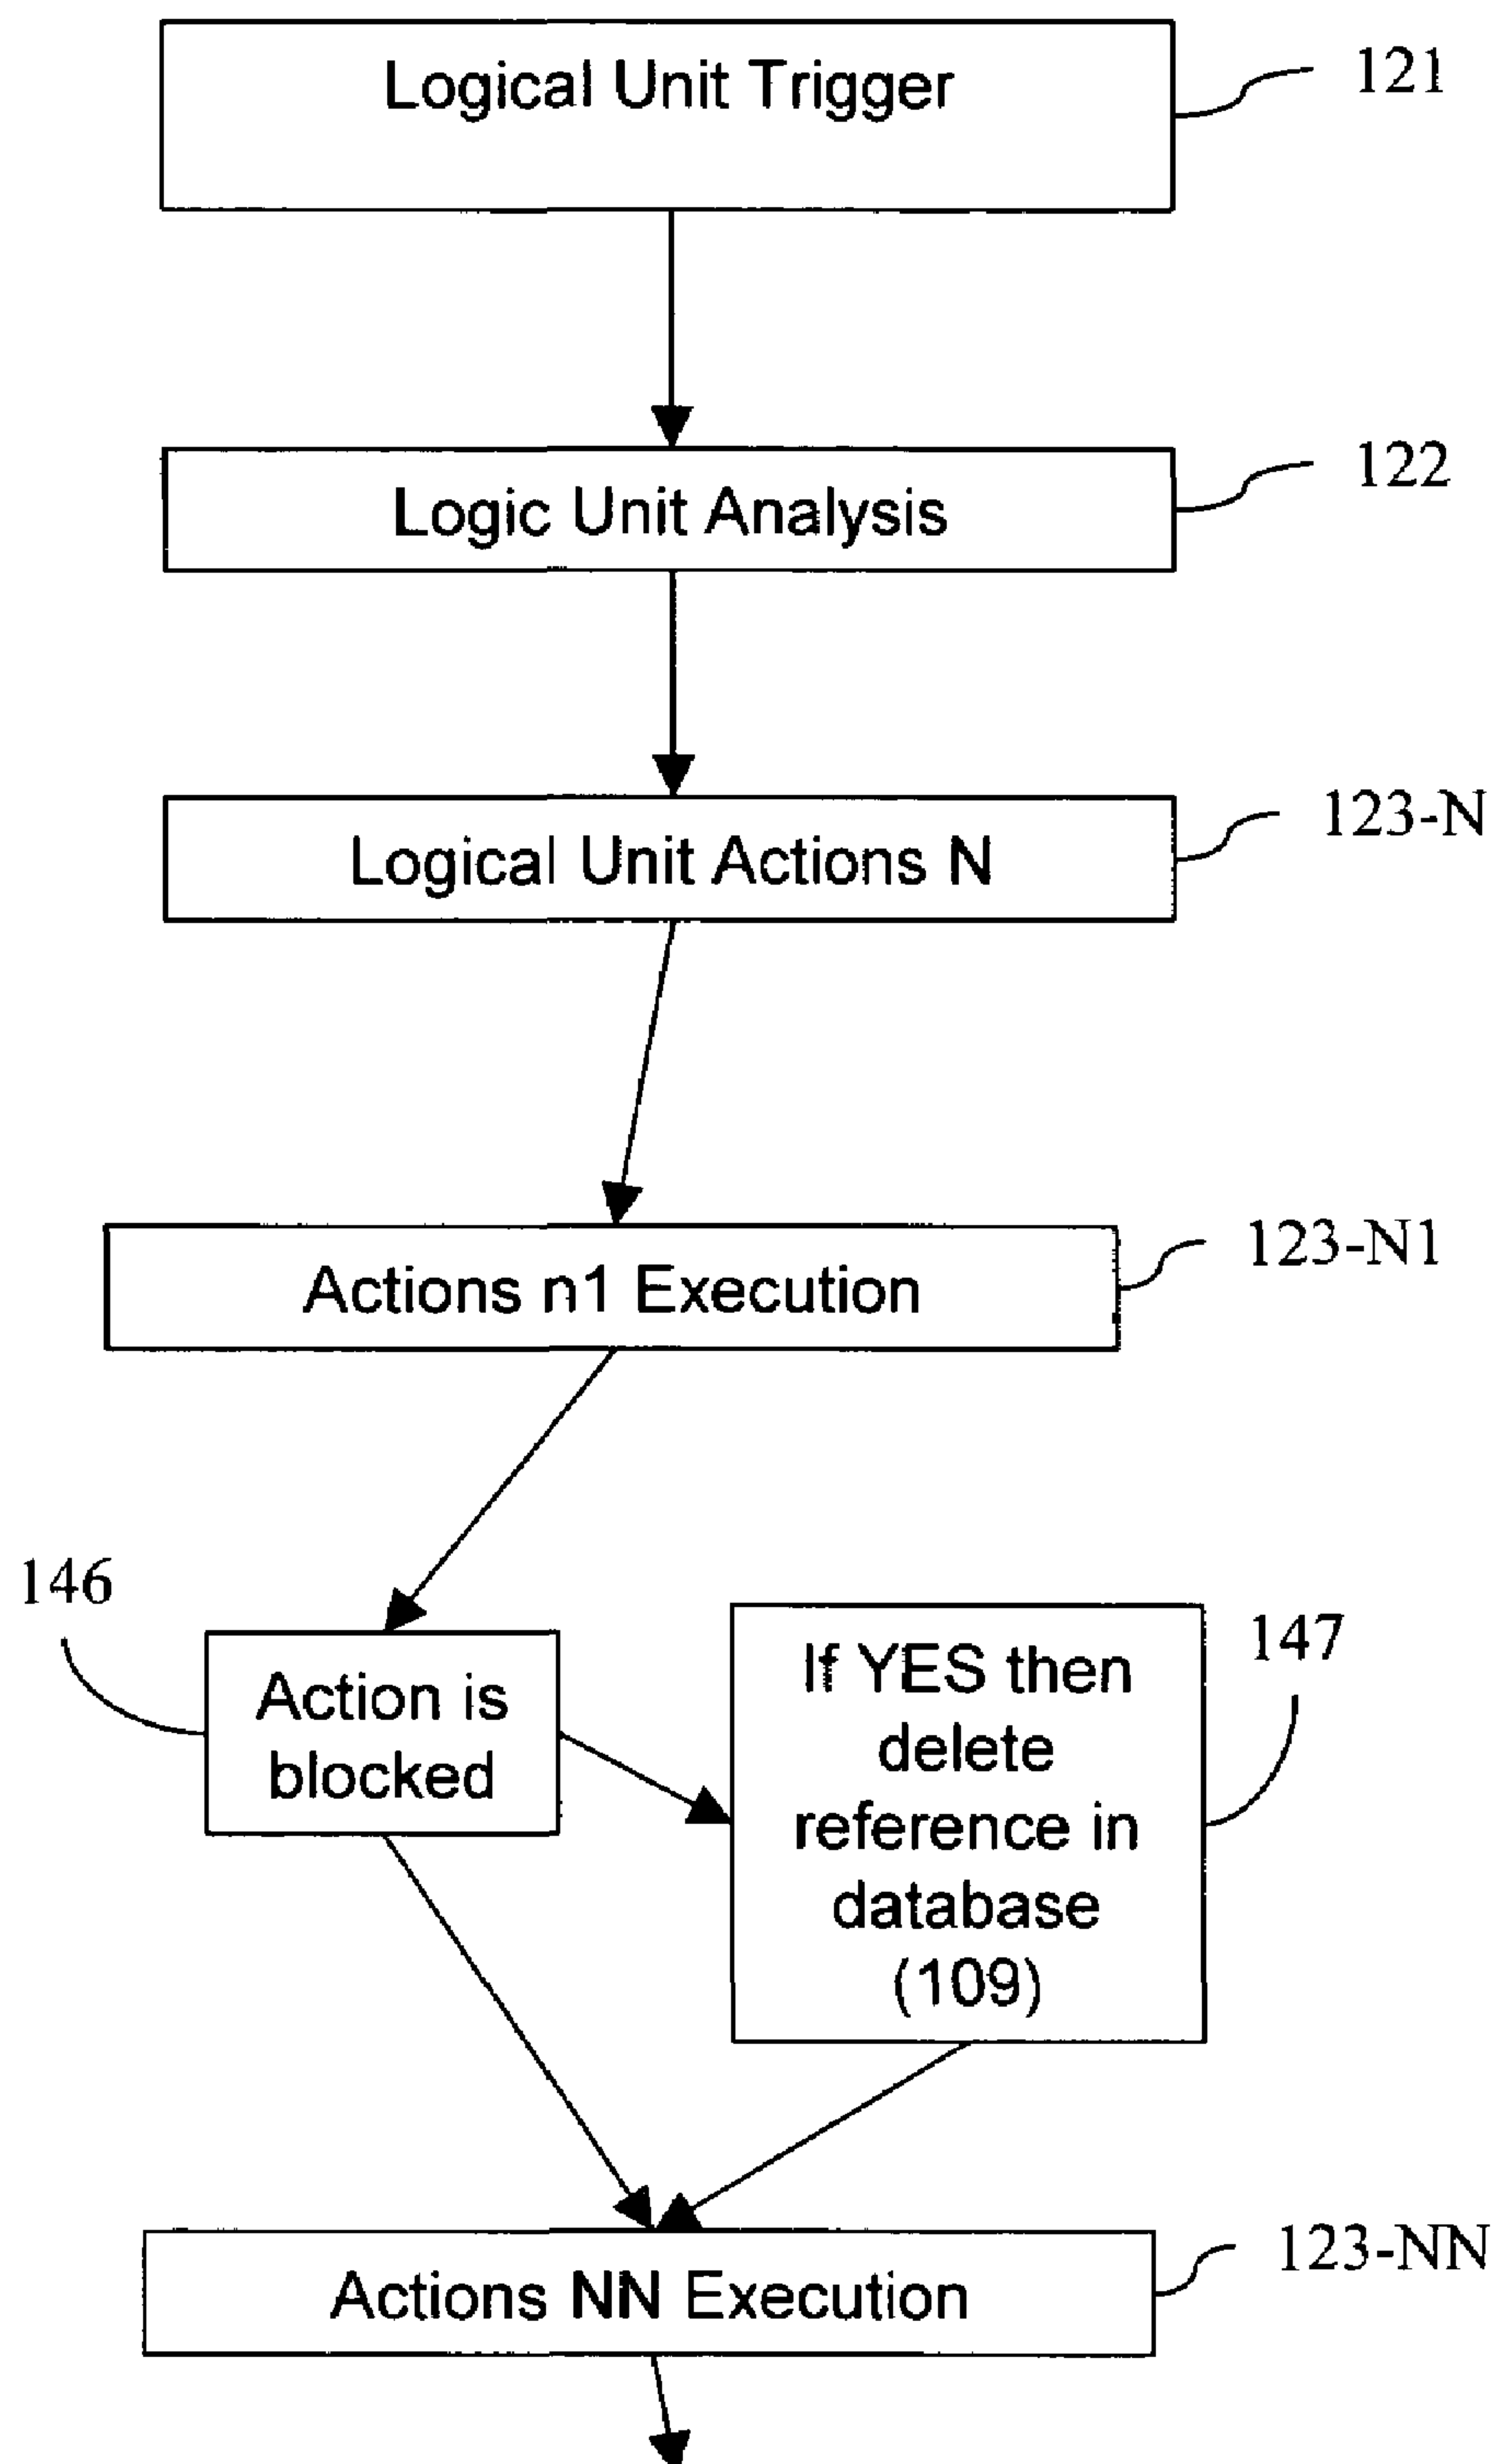 Logical Unit Trigger
121
Logic Unit Analysis
122
Logical Unit Actions N
123-N
Actions n1 Execution
123-N1
146
Action is
blocked
If YES then
delete
reference in
database
(109)
147
Actions NN Execution
123-NN